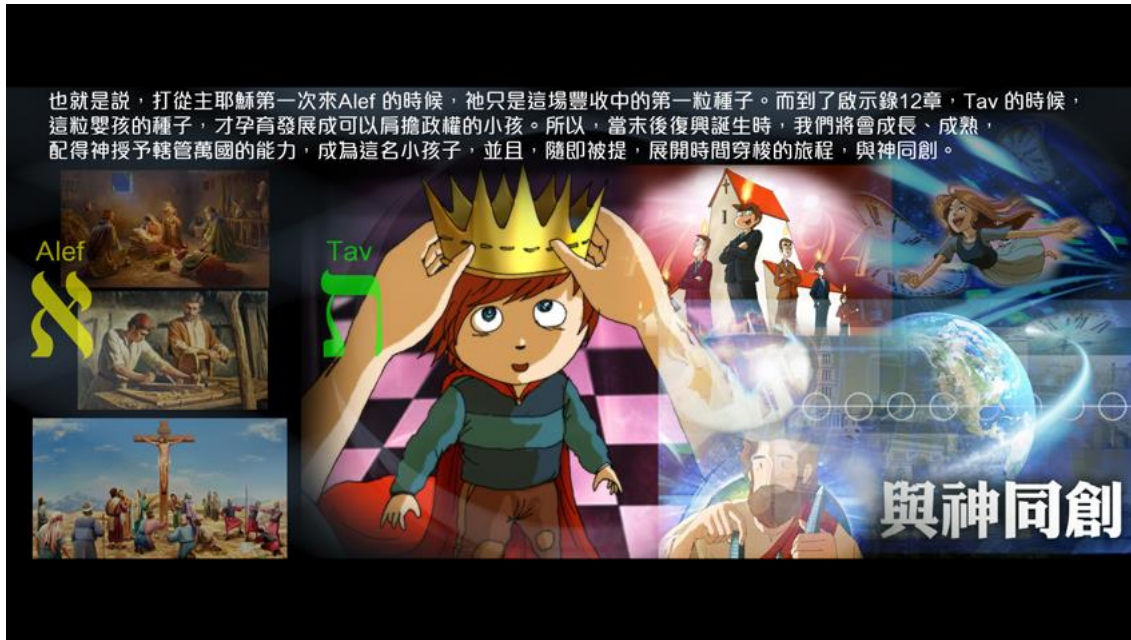 也就是説，打從主耶穌第一次來Alef 的時候，祂只是這場豐收中的第一粒種子。而到了啟示錄12章，Tav 的時候，
這粒嬰孩的種子，才孕育發展成可以肩擔政權的小孩。所以，當末後復興誕生時，我們將會成長、成熟，
配得神授予轄管萬國的能力，成為這名小孩子，並且，隨即被提，展開時間穿梭的旅程，與神同創。
Alef
א
Tav
ת
與神同創